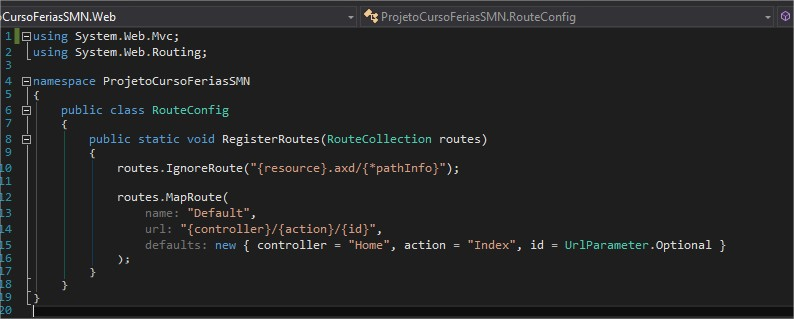 CursoFeriasSMN.Web
ProjetoCursoFeriasSMN.RouteConfig
1 using System.Web.Mvc;
2 using System.Web.Routing;
3
4 namespace ProjetoCursoFeriasSMN
5 {
6 public class RouteConfig
7 {
8 public static void RegisterRoutes(RouteCollection routes)
9 {
10 routes.IgnoreRoute("{resource}.axd/{*pathInfo}");
11
12 routes.MapRoute(
13 name: "Default",
14 url: "{controller}/{action}/{id}",
15 defaults: new { controller = "Home", action = "Index", id = UrlParameter.Optional }
16 );
17 }
18 }
19 }
20